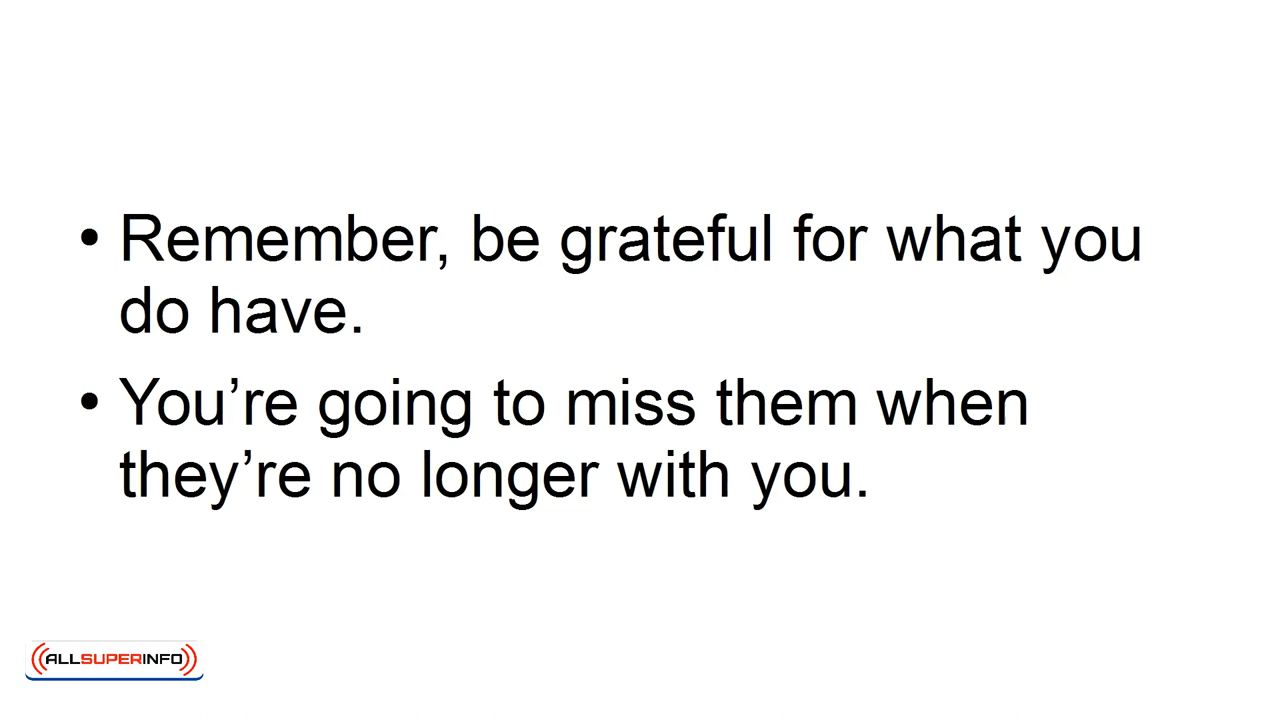 • Remember, be grateful for what you
do have.
• You’re going to miss them when
they’re no longer with you.
ALLSUPERINFO